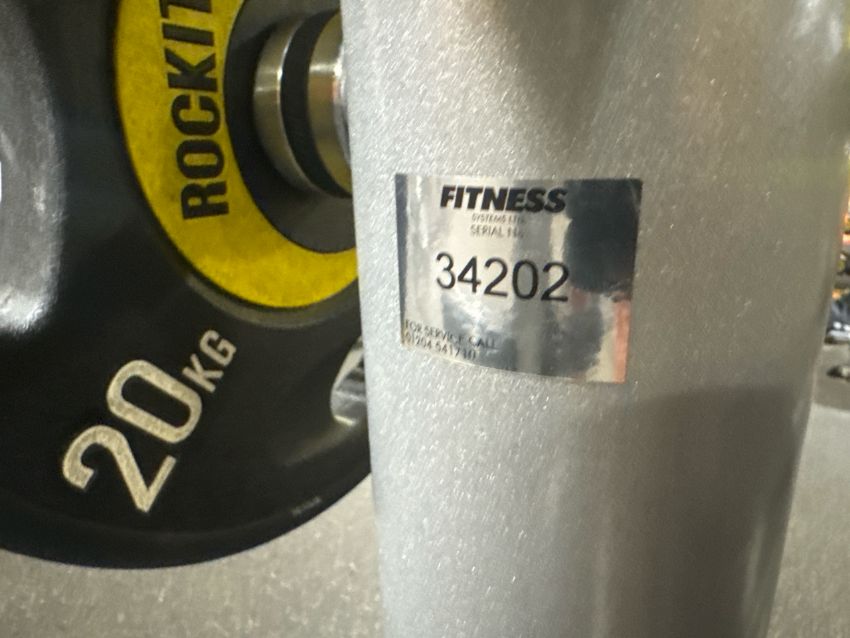 ROCKIT
20KG
FITNESS
SYSTEMS LTD.
SERIAL No.
34202
FOR SERVICE CALL
01204 541710